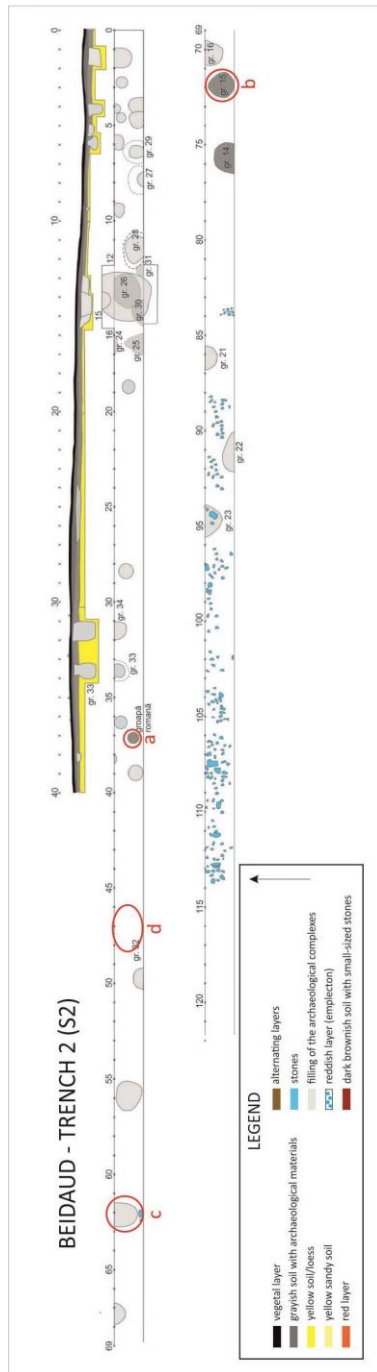 BEIDAUD - TRENCH 2 (S2)
gr. 33
40 35 30 25 20 16 15 12 10 5 0
69 65 60 55 50 45
gr. 34
gr. 33
gr. 24
gr. 25
gr. 26
gr. 30
gr. 31
gr. 28
gr. 27
gr. 29
groapă
romană
c
d
a
120 115 110 105 100 95 90 85 80 75 70 69
gr. 23
gr. 22
gr. 21
gr. 14
gr. 15
gr. 16
b
LEGEND
vegetal layer
grayish soil with archaeological materials
yellow soil/loess
yellow sandy soil
red layer
alternating layers
stones
filling of the archaeological complexes
reddish layer (emplecton)
dark brownish soil with small-sized stones